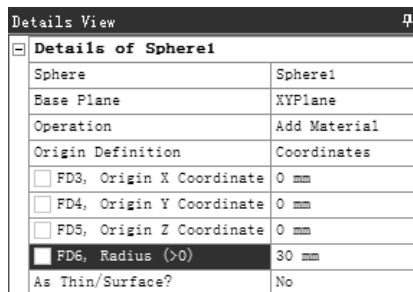 Details View
Details of Sphere1
Sphere Sphere1
Base Plane XYPlane
Operation Add Material
Origin Definition Coordinates
FD3, Origin X Coordinate 0 mm
FD4, Origin Y Coordinate 0 mm
FD5, Origin Z Coordinate 0 mm
FD6, Radius (>0) 30 mm
As Thin/Surface? No